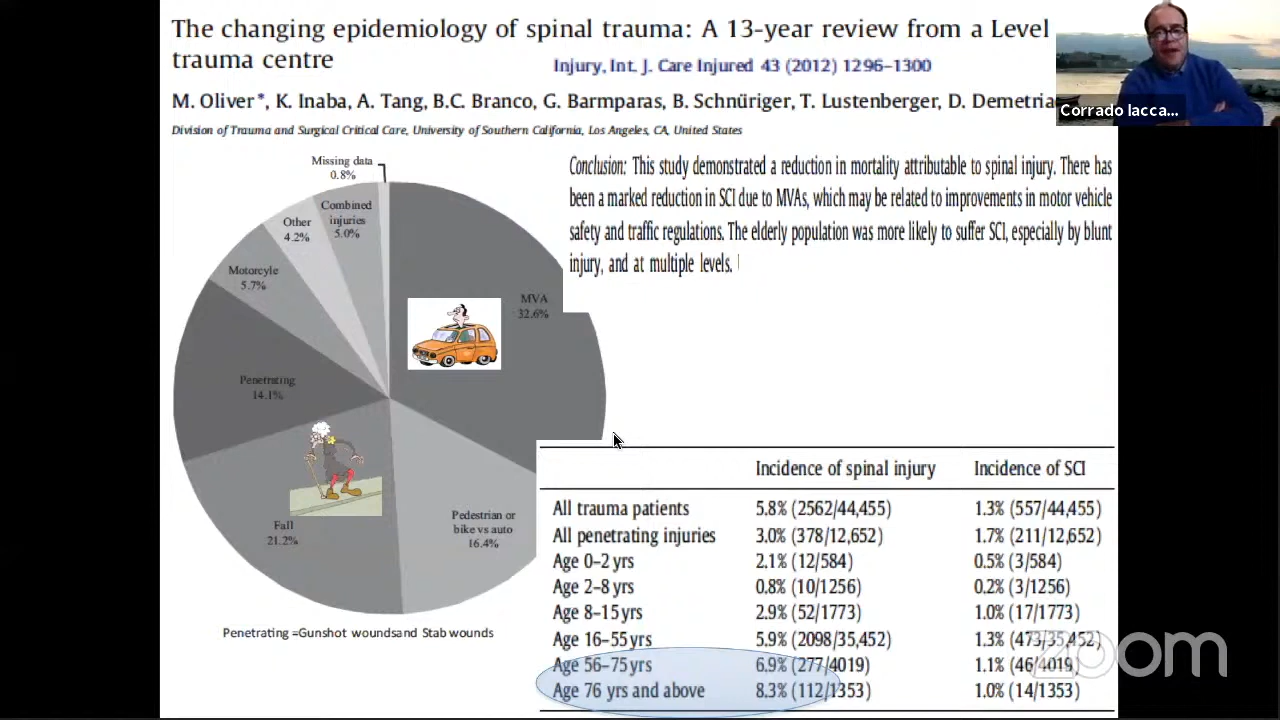 The changing epidemiology of spinal trauma: A 13-year review from a Level
trauma centre
Injury, Int. J. Care Injured 43 (2012) 1296–1300
M. Oliver*, K. Inaba, A. Tang, B.C. Branco, G. Barmparas, B. Schnüriger, T. Lustenberger, D. Demetria
Division of Trauma and Surgical Critical Care, University of Southern California, Los Angeles, CA, United States
Corrado Iacca...
Conclusion: This study demonstrated a reduction in mortality attributable to spinal injury. There has
been a marked reduction in SCI due to MVAs, which may be related to improvements in motor vehicle
safety and traffic regulations. The elderly population was more likely to suffer SCI, especially by blunt
injury, and at multiple levels.
Missing data
0.8%
Combined
injuries
5.0%
Other
4.2%
Motorcyle
5.7%
MVA
32.6%
Penetrating
14.1%
Fall
21.2%
Pedestrian or
bike vs auto
16.4%
Penetrating =Gunshot woundsand Stab wounds
Incidence of spinal injury Incidence of SCI
All trauma patients 5.8% (2562/44,455) 1.3% (557/44,455)
All penetrating injuries 3.0% (378/12,652) 1.7% (211/12,652)
Age 0–2 yrs 2.1% (12/584) 0.5% (3/584)
Age 2–8 yrs 0.8% (10/1256) 0.2% (3/1256)
Age 8–15 yrs 2.9% (52/1773) 1.0% (17/1773)
Age 16–55 yrs 5.9% (2098/35,452) 1.3% (473/35,452)
Age 56–75 yrs 6.9% (277/4019) 1.1% (46/4019)
Age 76 yrs and above 8.3% (112/1353) 1.0% (14/1353)
zoom